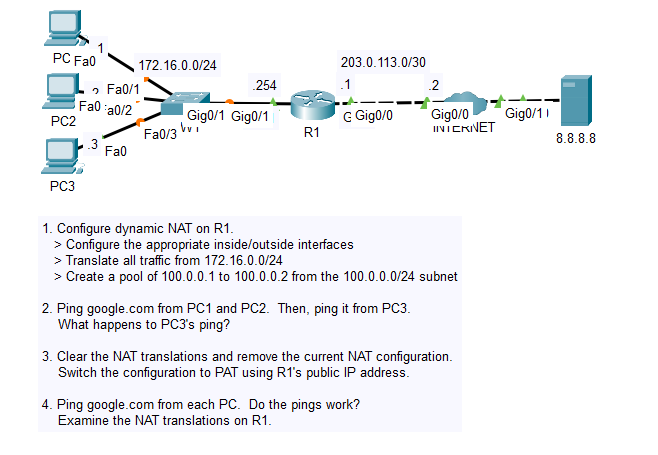 1
PC Fa0
172.16.0.0/24
203.0.113.0/30
.254
.1
.2
Fa0/1
Fa0
a0/2
PC2
Gig0/1 Gig0/1
G Gig0/0
Gig0/0
Gig0/1
Fa0/3
R1
INTERNET
8.8.8.8
.3
Fa0
PC3
1. Configure dynamic NAT on R1.
> Configure the appropriate inside/outside interfaces
> Translate all traffic from 172.16.0.0/24
> Create a pool of 100.0.0.1 to 100.0.0.2 from the 100.0.0.0/24 subnet
2. Ping google.com from PC1 and PC2. Then, ping it from PC3.
What happens to PC3's ping?
3. Clear the NAT translations and remove the current NAT configuration.
Switch the configuration to PAT using R1's public IP address.
4. Ping google.com from each PC. Do the pings work?
Examine the NAT translations on R1.